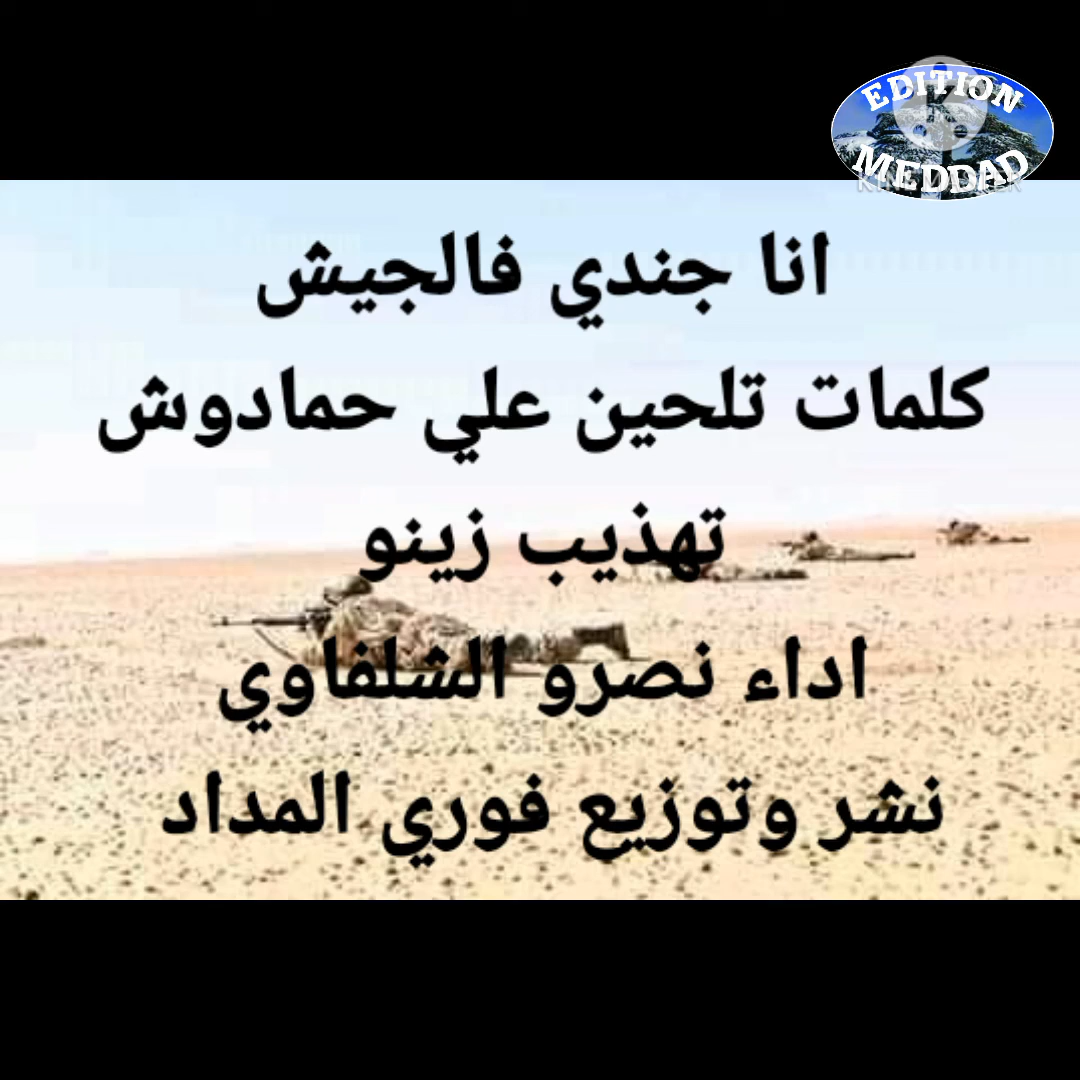 EDITION
MEDDAD
انا جندي فالجيش
كلمات تلحين علي حمادوش
تهذيب زينو
اداء نصرو الشلفاوي
نشر وتوزيع فوري المداد